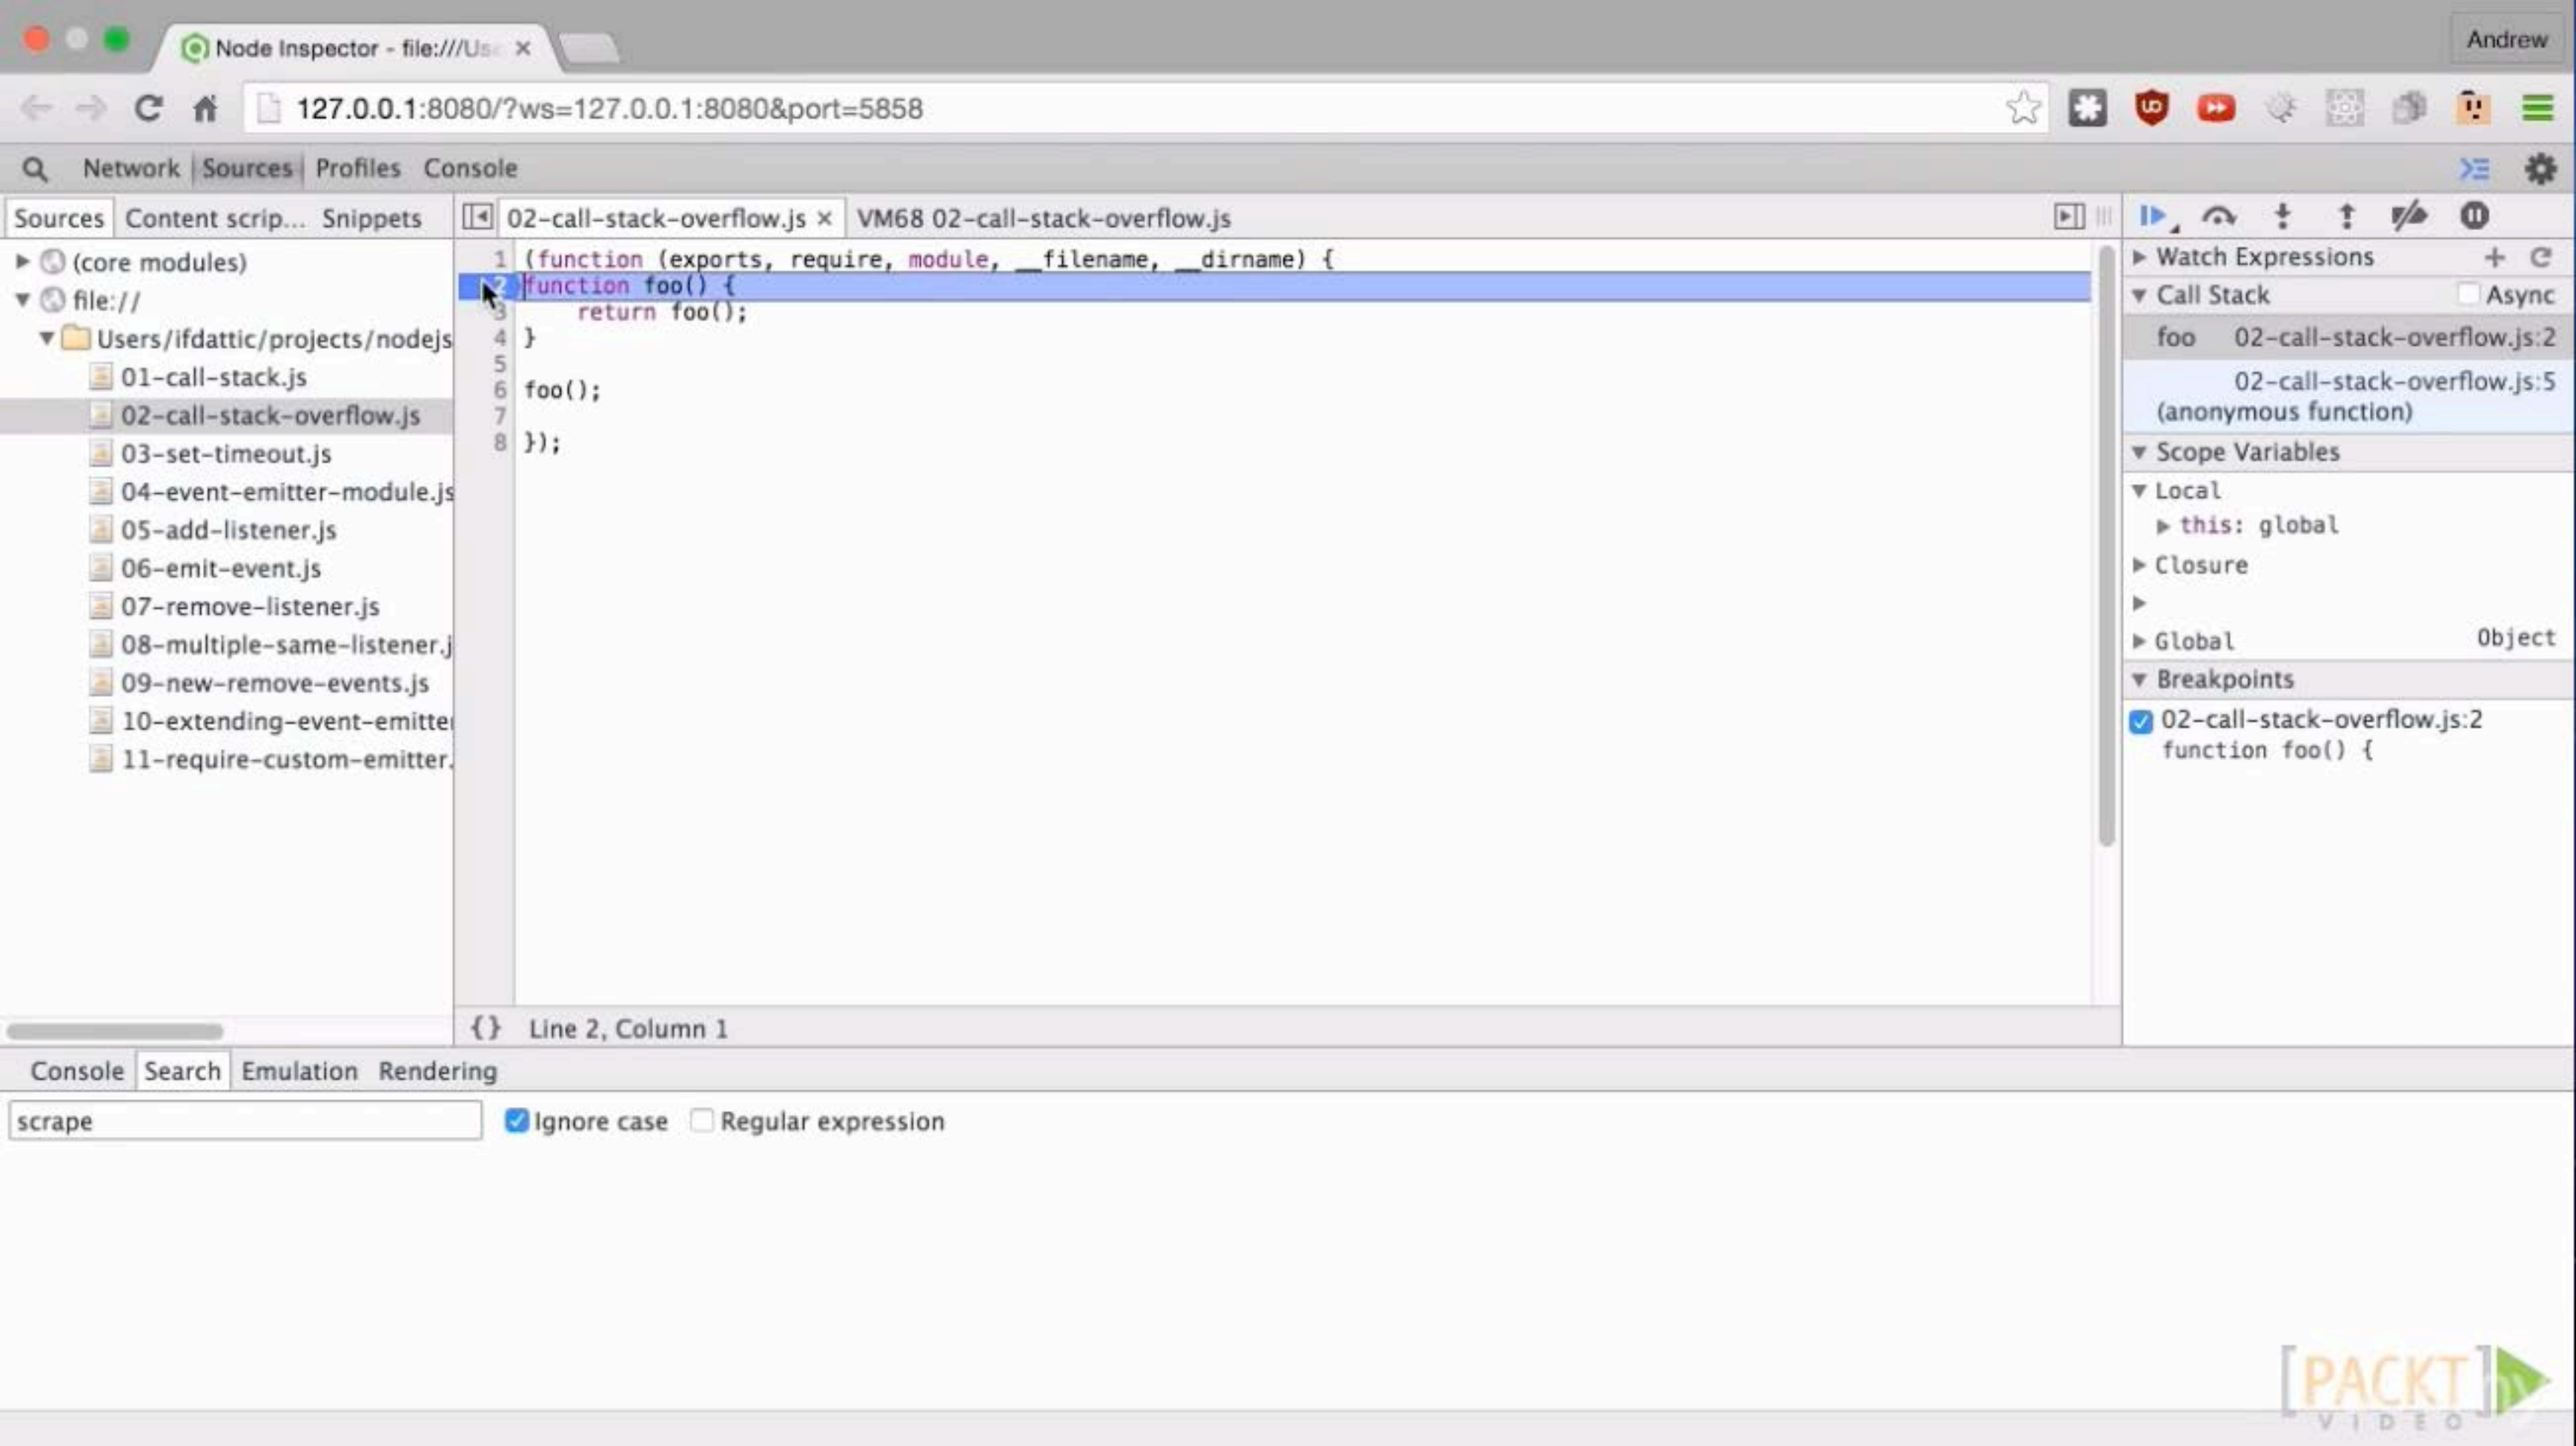 Node Inspector - file:///Us
Andrew
127.0.0.1:8080/?ws=127.0.0.1:8080&port=5858
Network Sources Profiles Console
Sources Content scrip... Snippets
02-call-stack-overflow.js × VM68 02-call-stack-overflow.js
(core modules)
file://
Users/ifdattic/projects/nodejs
01-call-stack.js
02-call-stack-overflow.js
03-set-timeout.js
04-event-emitter-module.js
05-add-listener.js
06-emit-event.js
07-remove-listener.js
08-multiple-same-listener.j
09-new-remove-events.js
10-extending-event-emitter
11-require-custom-emitter.
1 (function (exports, require, module, __filename, __dirname) {
2 function foo() {
3 return foo();
4 }
5
6 foo();
7
8 });
{} Line 2, Column 1
Watch Expressions
Call Stack Async
foo 02-call-stack-overflow.js:2
02-call-stack-overflow.js:5
(anonymous function)
Scope Variables
Local
this: global
Closure
Global Object
Breakpoints
02-call-stack-overflow.js:2
function foo() {
Console Search Emulation Rendering
scrape Ignore case Regular expression
[PACKT]
VIDEO